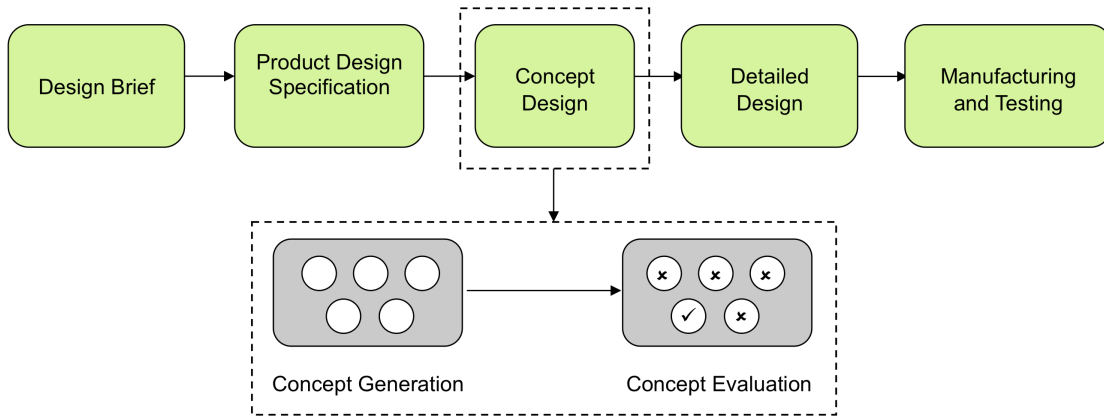 Design Brief
Product Design
Specification
Concept
Design
Detailed
Design
Manufacturing
and Testing
Concept Generation
Concept Evaluation